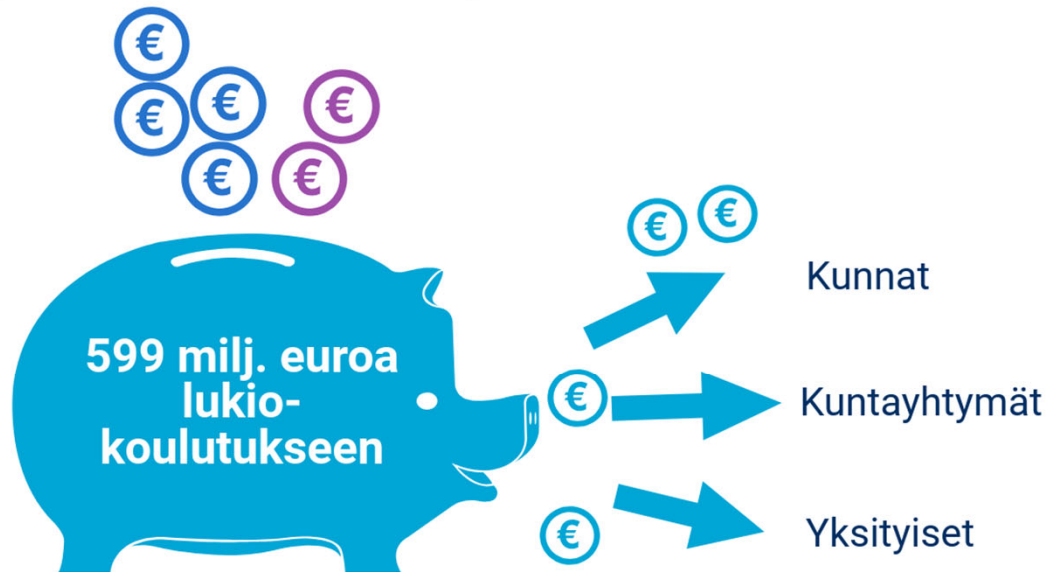 €
€
€
€
€
€
599 milj. euroa
lukio-
koulutukseen
€
€
Kunnat
€
Kuntayhtymät
€
Yksityiset